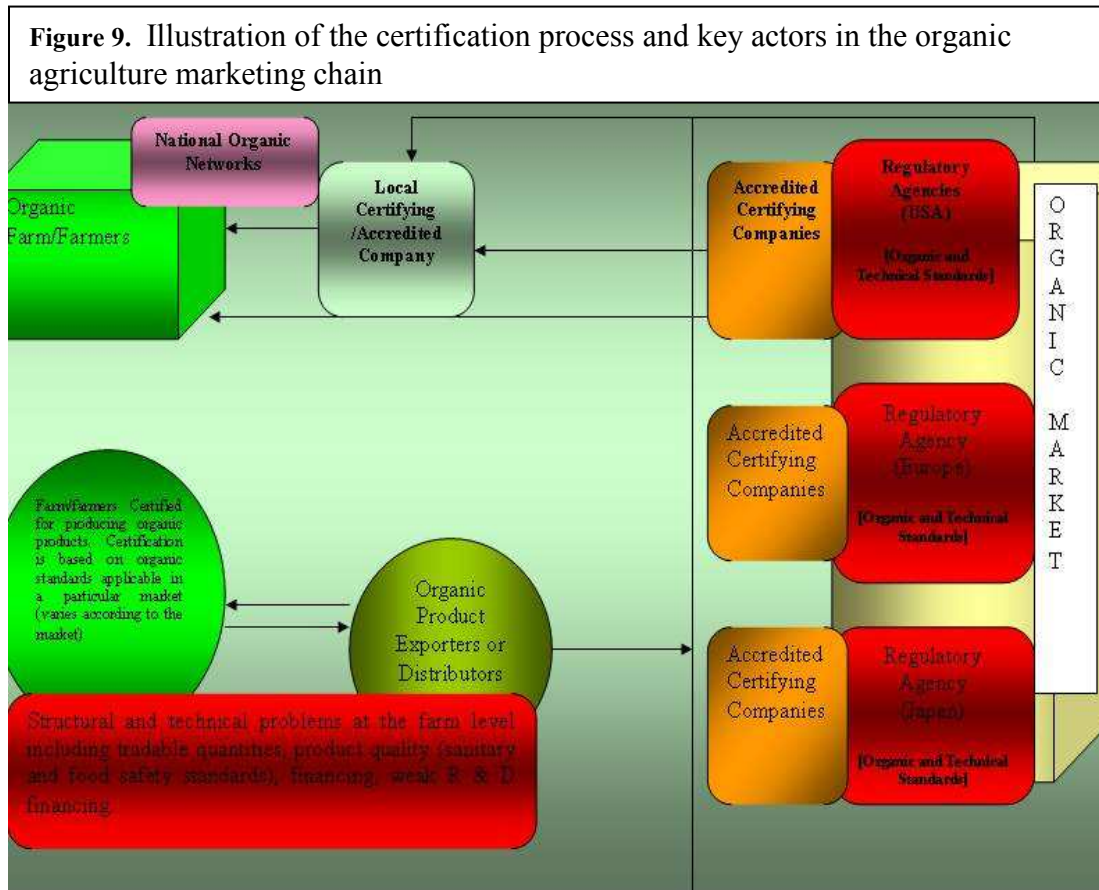 Figure 9. Illustration of the certification process and key actors in the organic
agriculture marketing chain
National Organic
Networks
Organic
Farm/Farmers
Local
Certifying
/Accredited
Company
Accredited
Certifying
Companies
Regulatory
Agencies
(USA)
[Organic and
Technical Standards]
ORGANIC MARKET
Accredited
Certifying
Companies
Regulatory
Agency
(Europe)
[Organic and Technical
Standards]
Farm/farmers Certified
for producing organic
products. Certification
is based on organic
standards applicable in
a particular market
(varies according to the
market)
Organic
Product
Exporters or
Distributors
Accredited
Certifying
Companies
Regulatory
Agency
(Japan)
[Organic and Technical
Standards]
Structural and technical problems at the farm level
including tradable quantities, product quality (sanitary
and food safety standards), financing, weak R & D
financing.